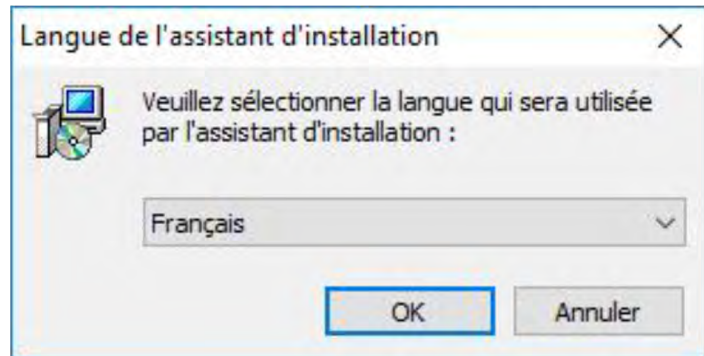 Langue de l'assistant d'installation
Veuillez sélectionner la langue qui sera utilisée
par l'assistant d'installation :
Français
OK
Annuler